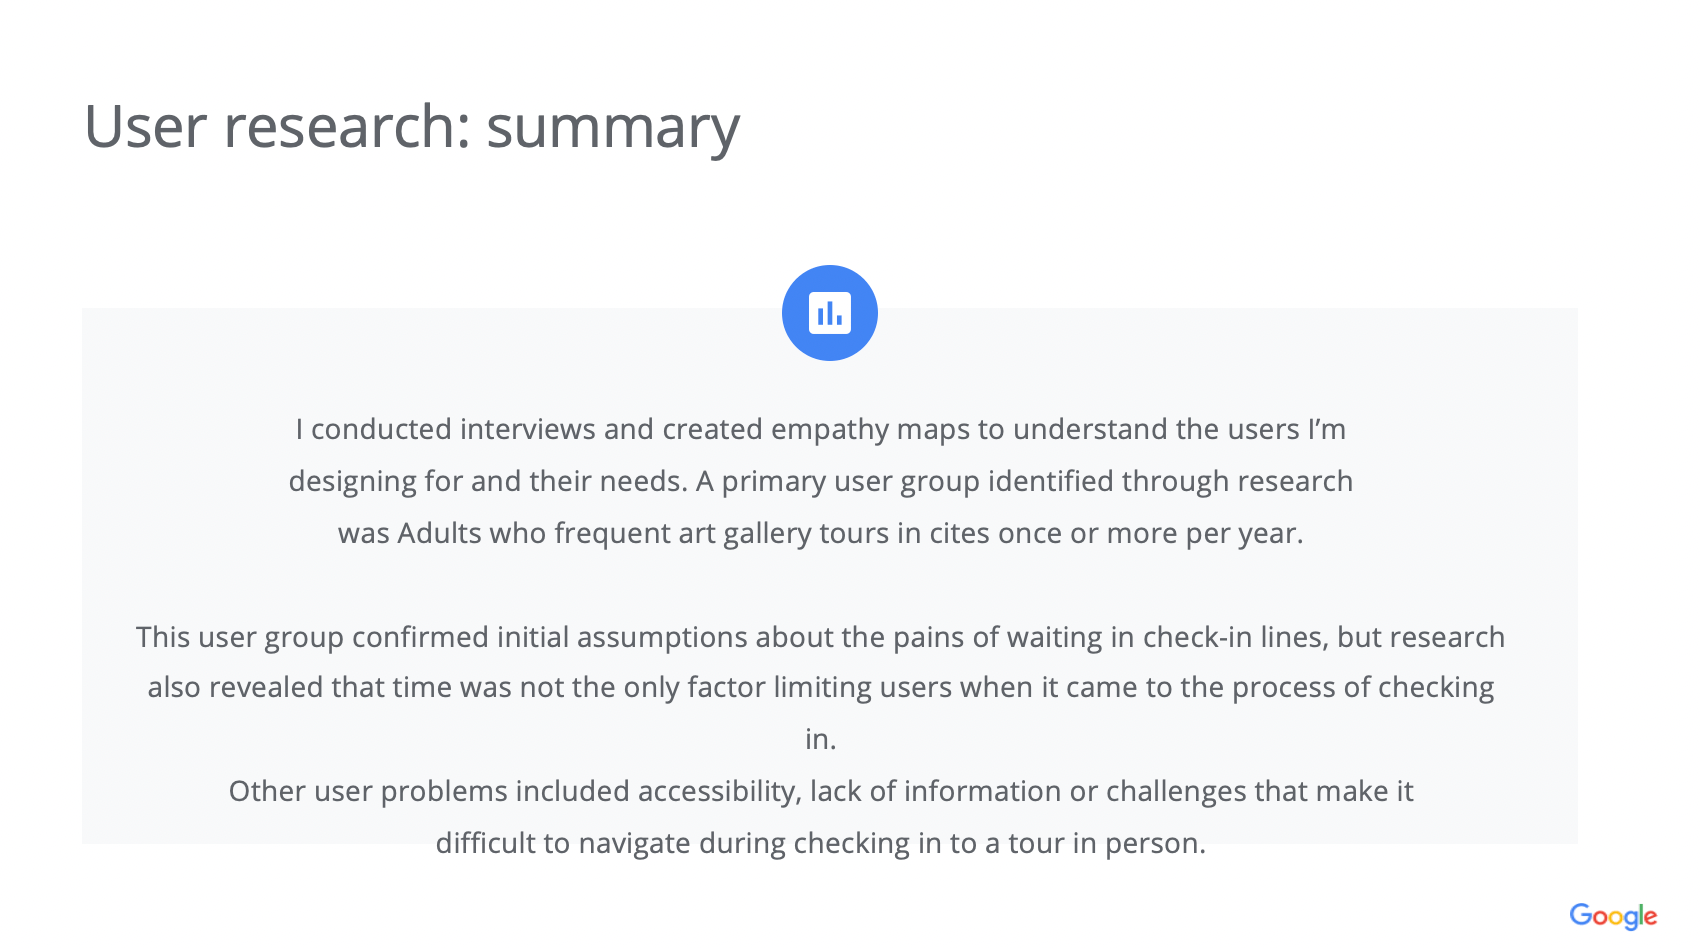 User research: summary
I conducted interviews and created empathy maps to understand the users I’m
designing for and their needs. A primary user group identified through research
was Adults who frequent art gallery tours in cites once or more per year.
This user group confirmed initial assumptions about the pains of waiting in check-in lines, but research
also revealed that time was not the only factor limiting users when it came to the process of checking
in.
Other user problems included accessibility, lack of information or challenges that make it
difficult to navigate during checking in to a tour in person.
Google